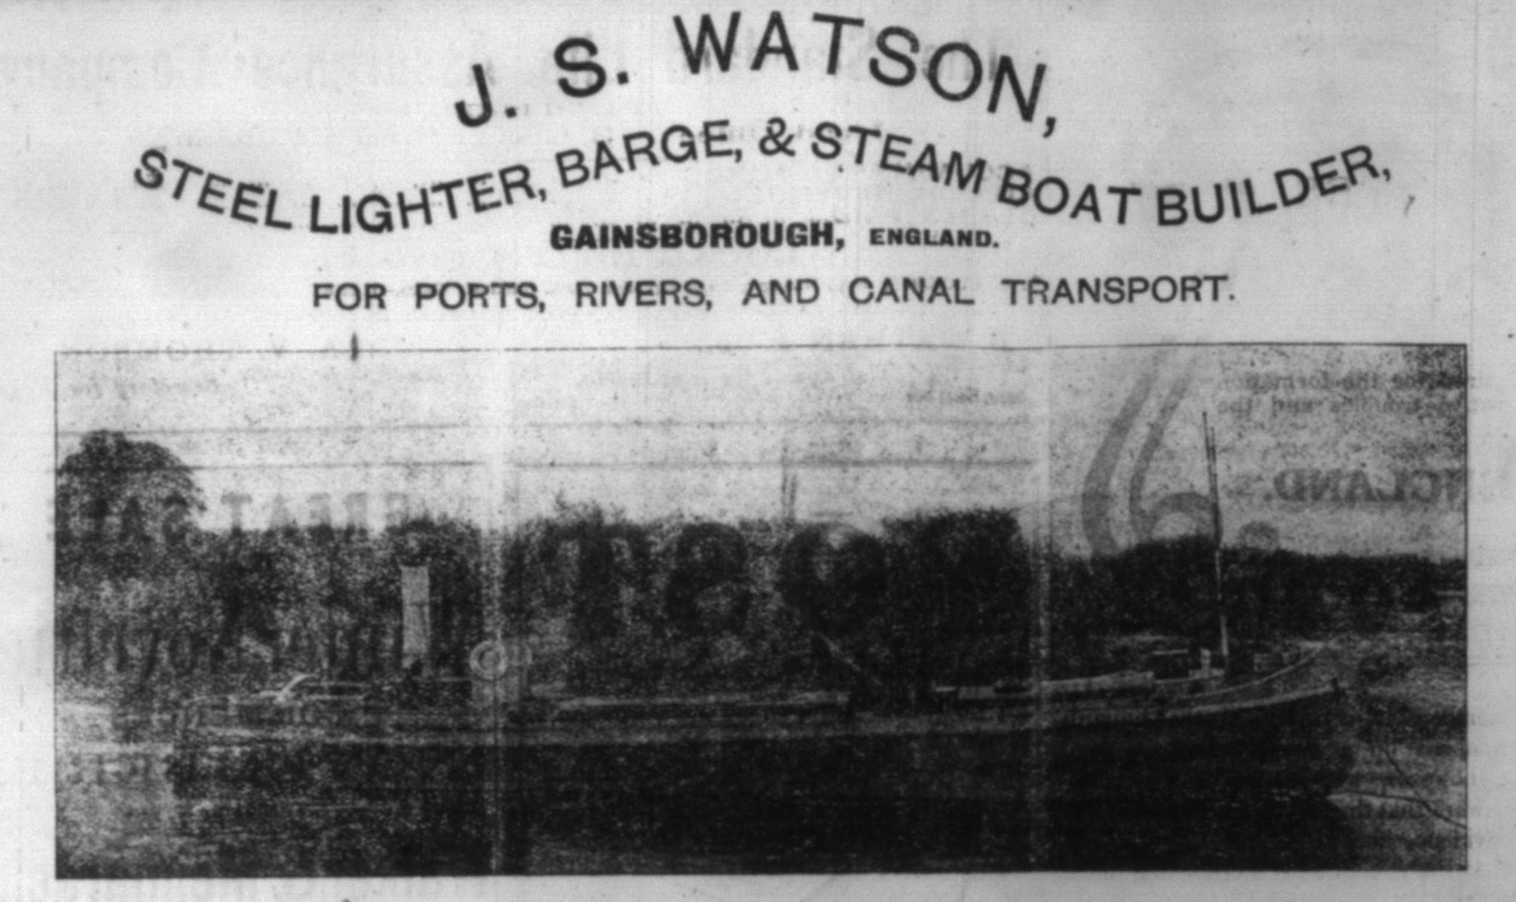 J. S. WATSON,
STEEL LIGHTER, BARGE, & STEAM BOAT BUILDER,
GAINSBOROUGH, ENGLAND.
FOR PORTS, RIVERS, AND CANAL TRANSPORT.